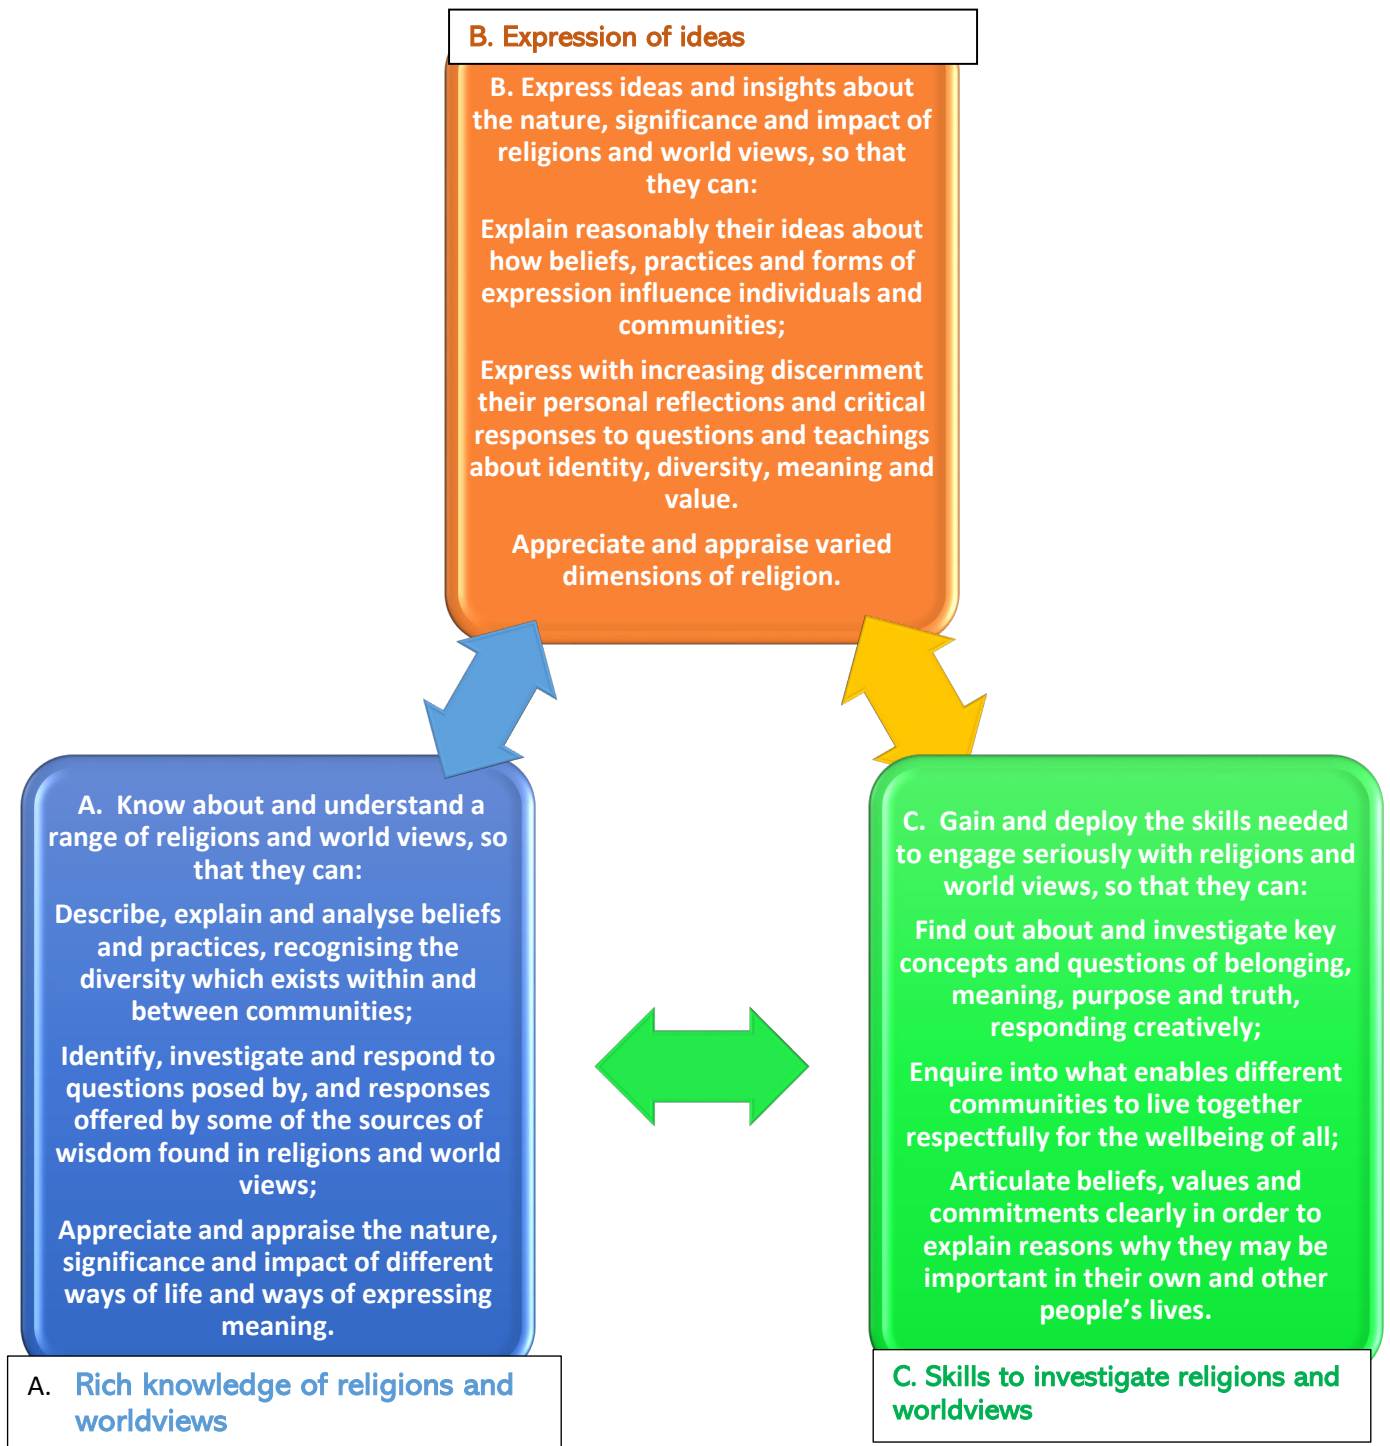 B. Expression of ideas
B. Express ideas and insights about
the nature, significance and impact of
religions and world views, so that
they can:
Explain reasonably their ideas about
how beliefs, practices and forms of
expression influence individuals and
communities;
Express with increasing discernment
their personal reflections and critical
responses to questions and teachings
about identity, diversity, meaning and
value.
Appreciate and appraise varied
dimensions of religion.
A. Know about and understand a
range of religions and world views, so
that they can:
Describe, explain and analyse beliefs
and practices, recognising the
diversity which exists within and
between communities;
Identify, investigate and respond to
questions posed by, and responses
offered by some of the sources of
wisdom found in religions and world
views;
Appreciate and appraise the nature,
significance and impact of different
ways of life and ways of expressing
meaning.
A. Rich knowledge of religions and
worldviews
C. Gain and deploy the skills needed
to engage seriously with religions and
world views, so that they can:
Find out about and investigate key
concepts and questions of belonging,
meaning, purpose and truth,
responding creatively;
Enquire into what enables different
communities to live together
respectfully for the wellbeing of all;
Articulate beliefs, values and
commitments clearly in order to
explain reasons why they may be
important in their own and other
people’s lives.
C. Skills to investigate religions and
worldviews